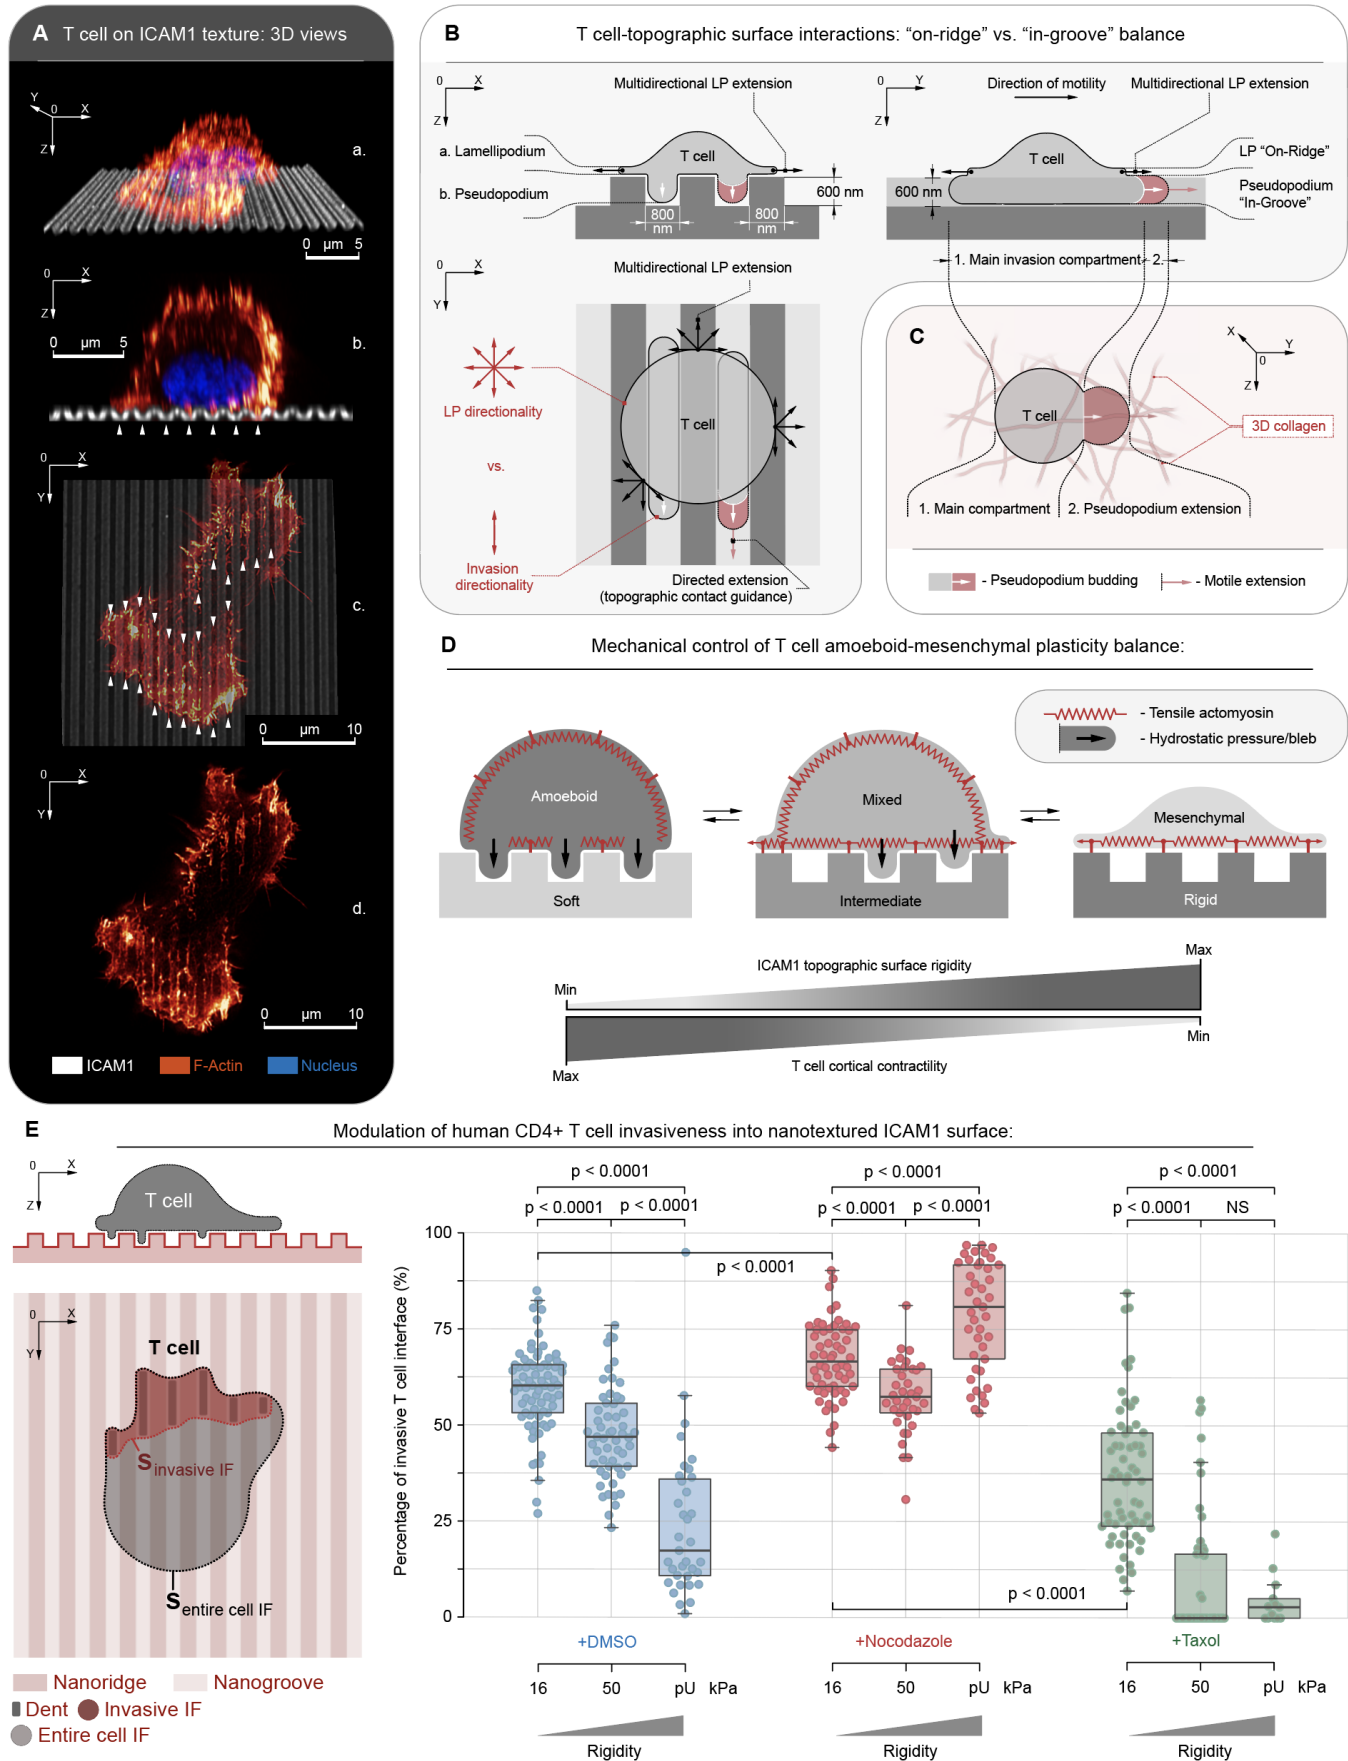 A T cell on ICAM1 texture: 3D views
Y 0 X
Z
a.
0 µm 5
0 X
Z
0 µm 5
b.
0 X
Y
c.
0 µm 10
0 X
Y
d.
0 µm 10
ICAM1 F-Actin Nucleus
B T cell-topographic surface interactions: “on-ridge” vs. “in-groove” balance
0 X
Z
Multidirectional LP extension
a. Lamellipodium
T cell
b. Pseudopodium
600 nm
800 nm
800 nm
0 Y
Z
Direction of motility
Multidirectional LP extension
T cell
LP “On-Ridge”
600 nm
Pseudopodium
“In-Groove”
1. Main invasion compartment 2.
0 X
Y
Multidirectional LP extension
LP directionality
T cell
vs.
Invasion
directionality
Directed extension
(topographic contact guidance)
C
X Y
0
Z
T cell
3D collagen
1. Main compartment 2. Pseudopodium extension
- Pseudopodium budding - Motile extension
D Mechanical control of T cell amoeboid-mesenchymal plasticity balance:
- Tensile actomyosin
- Hydrostatic pressure/bleb
Amoeboid
Mixed
Mesenchymal
Soft
Intermediate
Rigid
Max
ICAM1 topographic surface rigidity
Min
Min
T cell cortical contractility
Max
E Modulation of human CD4+ T cell invasiveness into nanotextured ICAM1 surface:
0 X
Z
T cell
0 X
Y
T cell
S invasive IF
S entire cell IF
Nanoridge Nanogroove
Dent Invasive IF
Entire cell IF
p < 0.0001 p < 0.0001 p < 0.0001
p < 0.0001 p < 0.0001 p < 0.0001 p < 0.0001 p < 0.0001 NS
p < 0.0001
p < 0.0001
Percentage of invasive T cell interface (%)
100
75
50
25
0
+DMSO +Nocodazole +Taxol
16 50 pU kPa 16 50 pU kPa 16 50 pU kPa
Rigidity Rigidity Rigidity